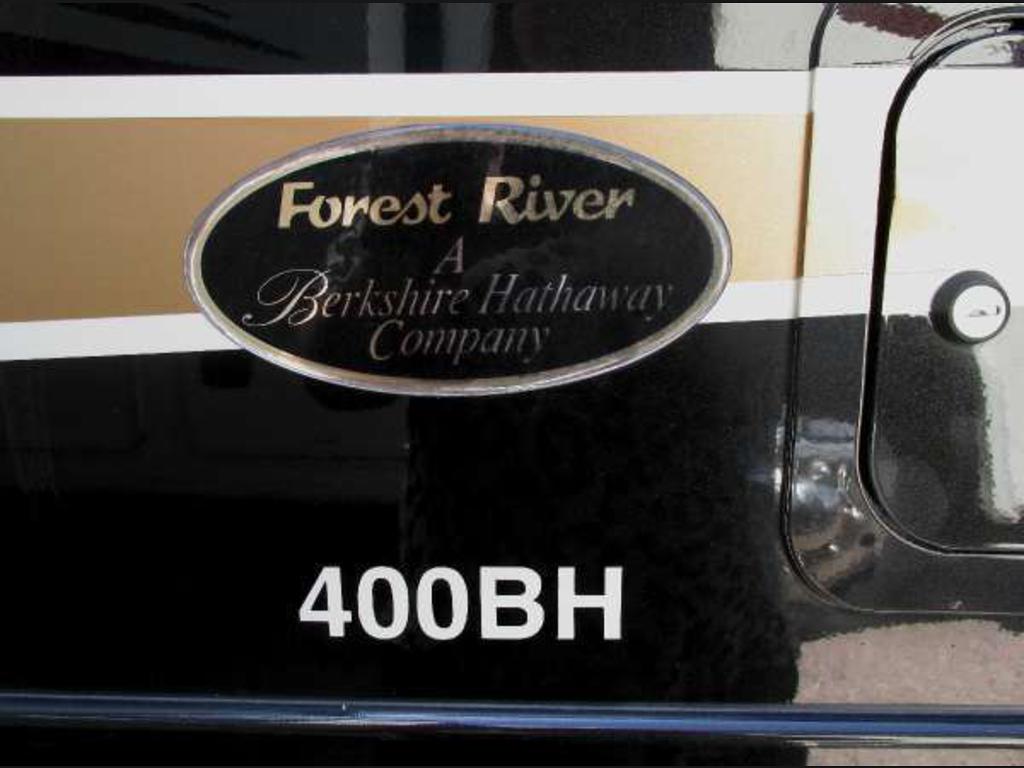 Forest River
A
Berkshire Hathaway
Company
400BH